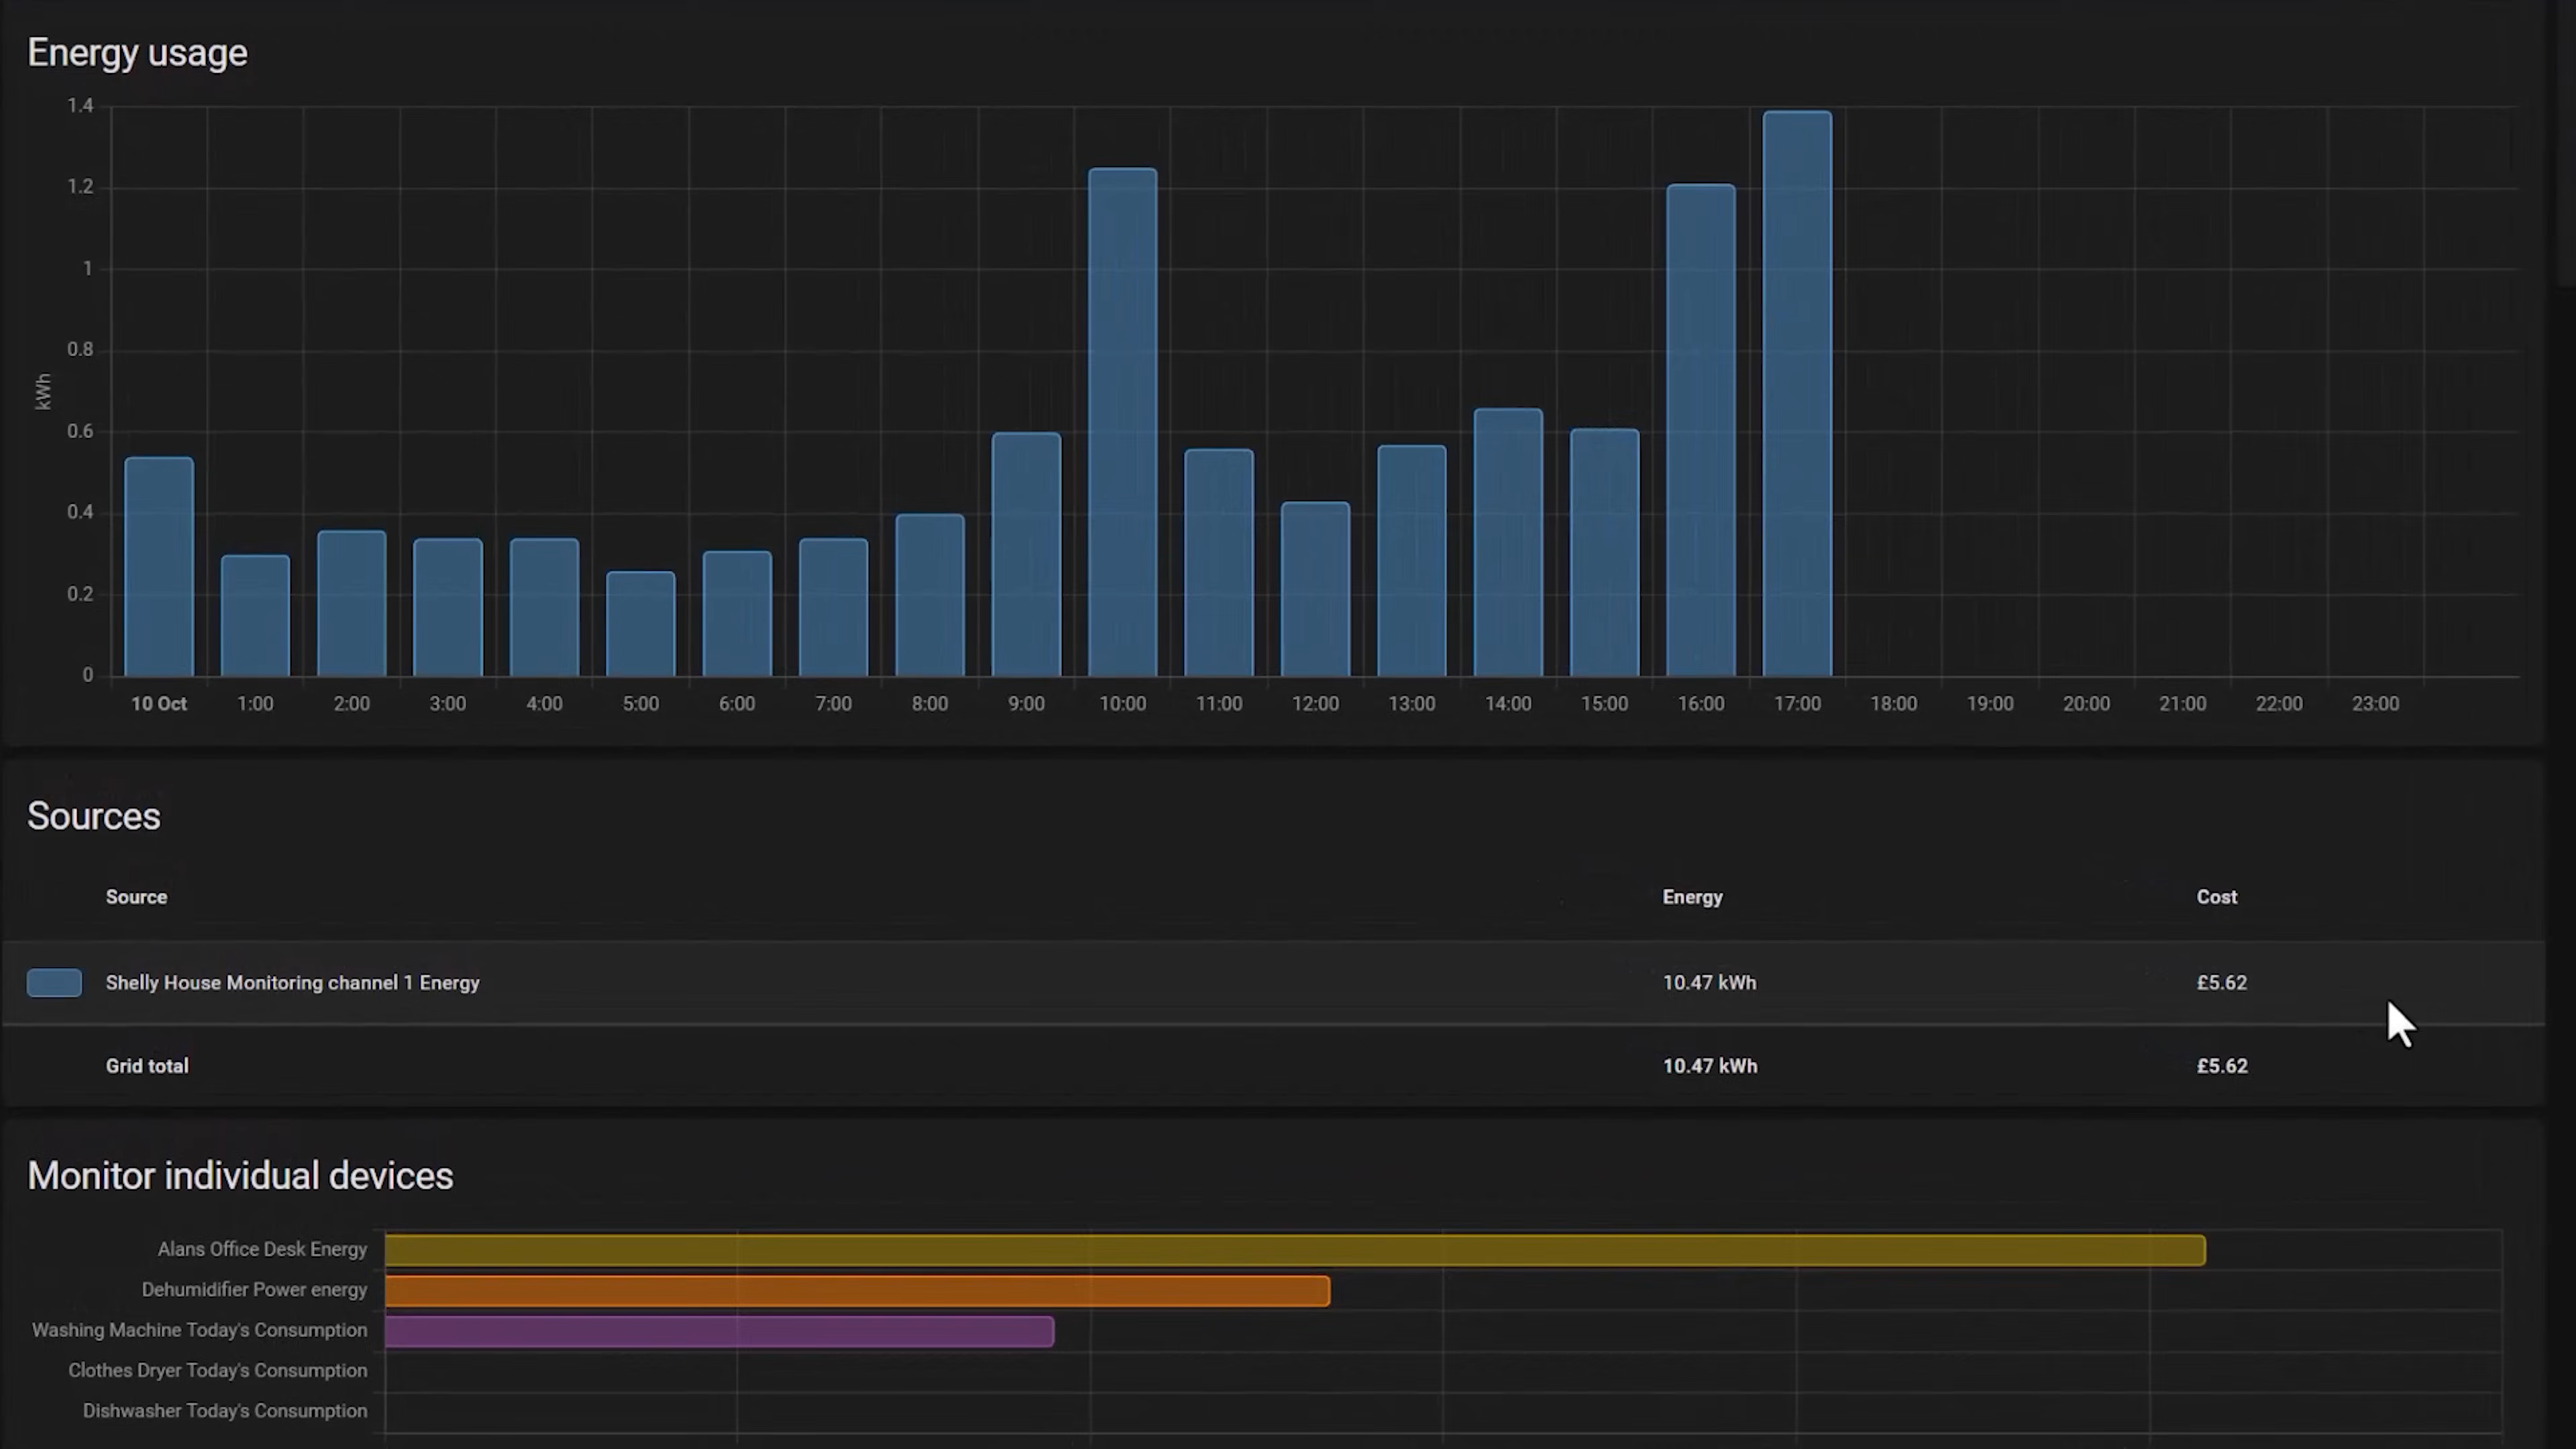 Energy usage
1.4
1.2
1
0.8
0.6
0.4
0.2
0
kWh
10 Oct 1:00 2:00 3:00 4:00 5:00 6:00 7:00 8:00 9:00 10:00 11:00 12:00 13:00 14:00 15:00 16:00 17:00 18:00 19:00 20:00 21:00 22:00 23:00
Sources
Source Energy Cost
Shelly House Monitoring channel 1 Energy 10.47 kWh £5.62
Grid total 10.47 kWh £5.62
Monitor individual devices
Alans Office Desk Energy
Dehumidifier Power energy
Washing Machine Today's Consumption
Clothes Dryer Today's Consumption
Dishwasher Today's Consumption